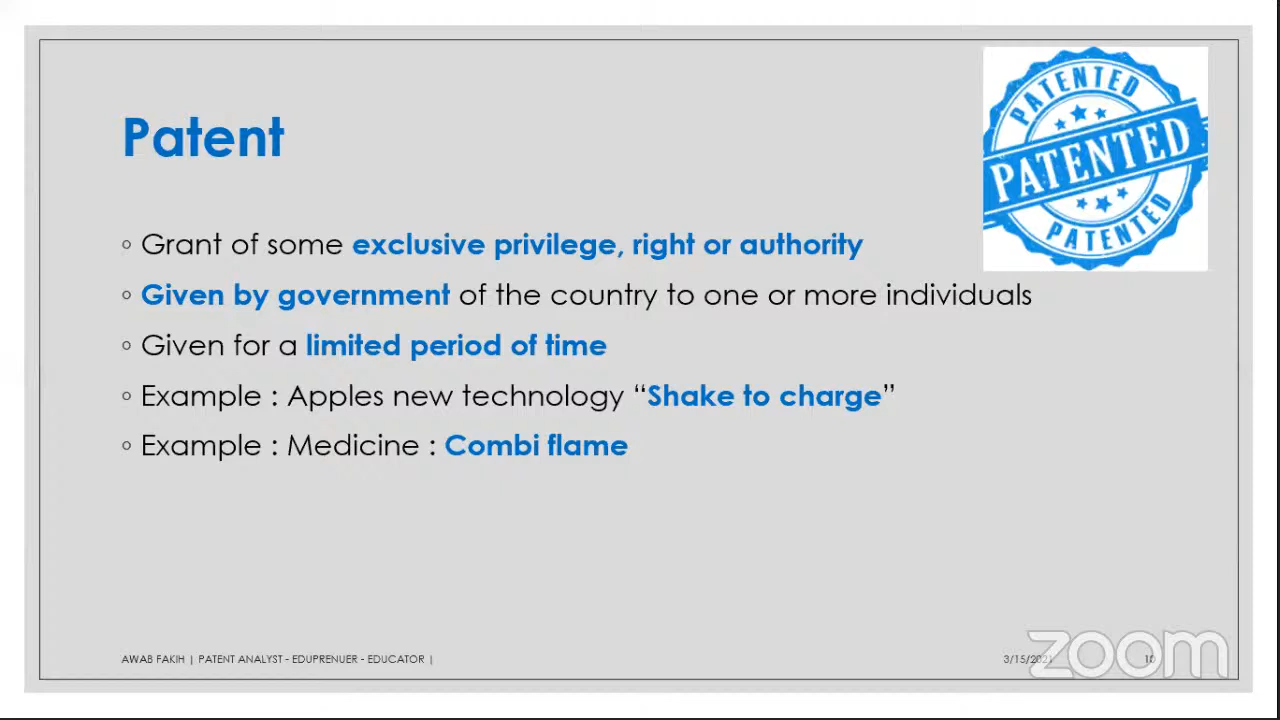 PATENTED
PATENTED
PATENTED
Patent
◦ Grant of some exclusive privilege, right or authority
◦ Given by government of the country to one or more individuals
◦ Given for a limited period of time
◦ Example : Apples new technology “Shake to charge”
◦ Example : Medicine : Combi flame
AWAB FAKIH | PATENT ANALYST - EDUPRENUER - EDUCATOR |
3/15/2021
10
zoom